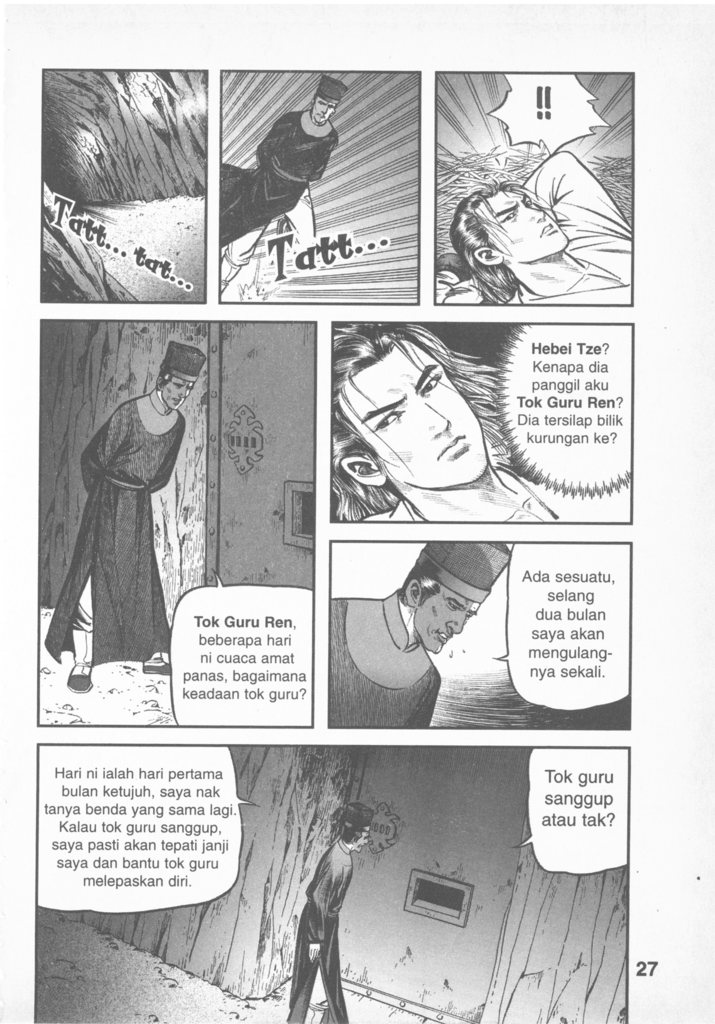 Tatt... tat...
Tatt...
!!
Hebei Tze?
Kenapa dia
panggil aku
Tok Guru Ren?
Dia tersilap bilik
kurungan ke?
Tok Guru Ren,
beberapa hari
ni cuaca amat
panas, bagaimana
keadaan tok guru?
Ada sesuatu,
selang
dua bulan
saya akan
mengulang-
nya sekali.
Hari ni ialah hari pertama
bulan ketujuh, saya nak
tanya benda yang sama lagi.
Kalau tok guru sanggup,
saya pasti akan tepati janji
saya dan bantu tok guru
melepaskan diri.
Tok guru
sanggup
atau tak?
27